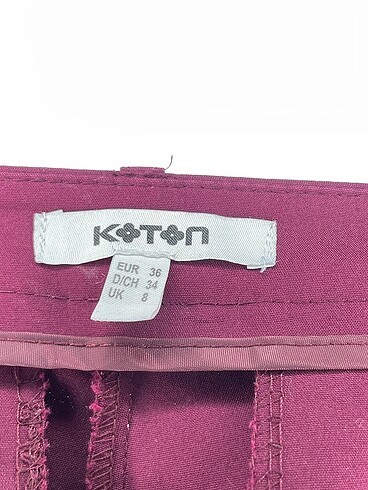 KOTON
EUR 36
D/CH 34
UK 8